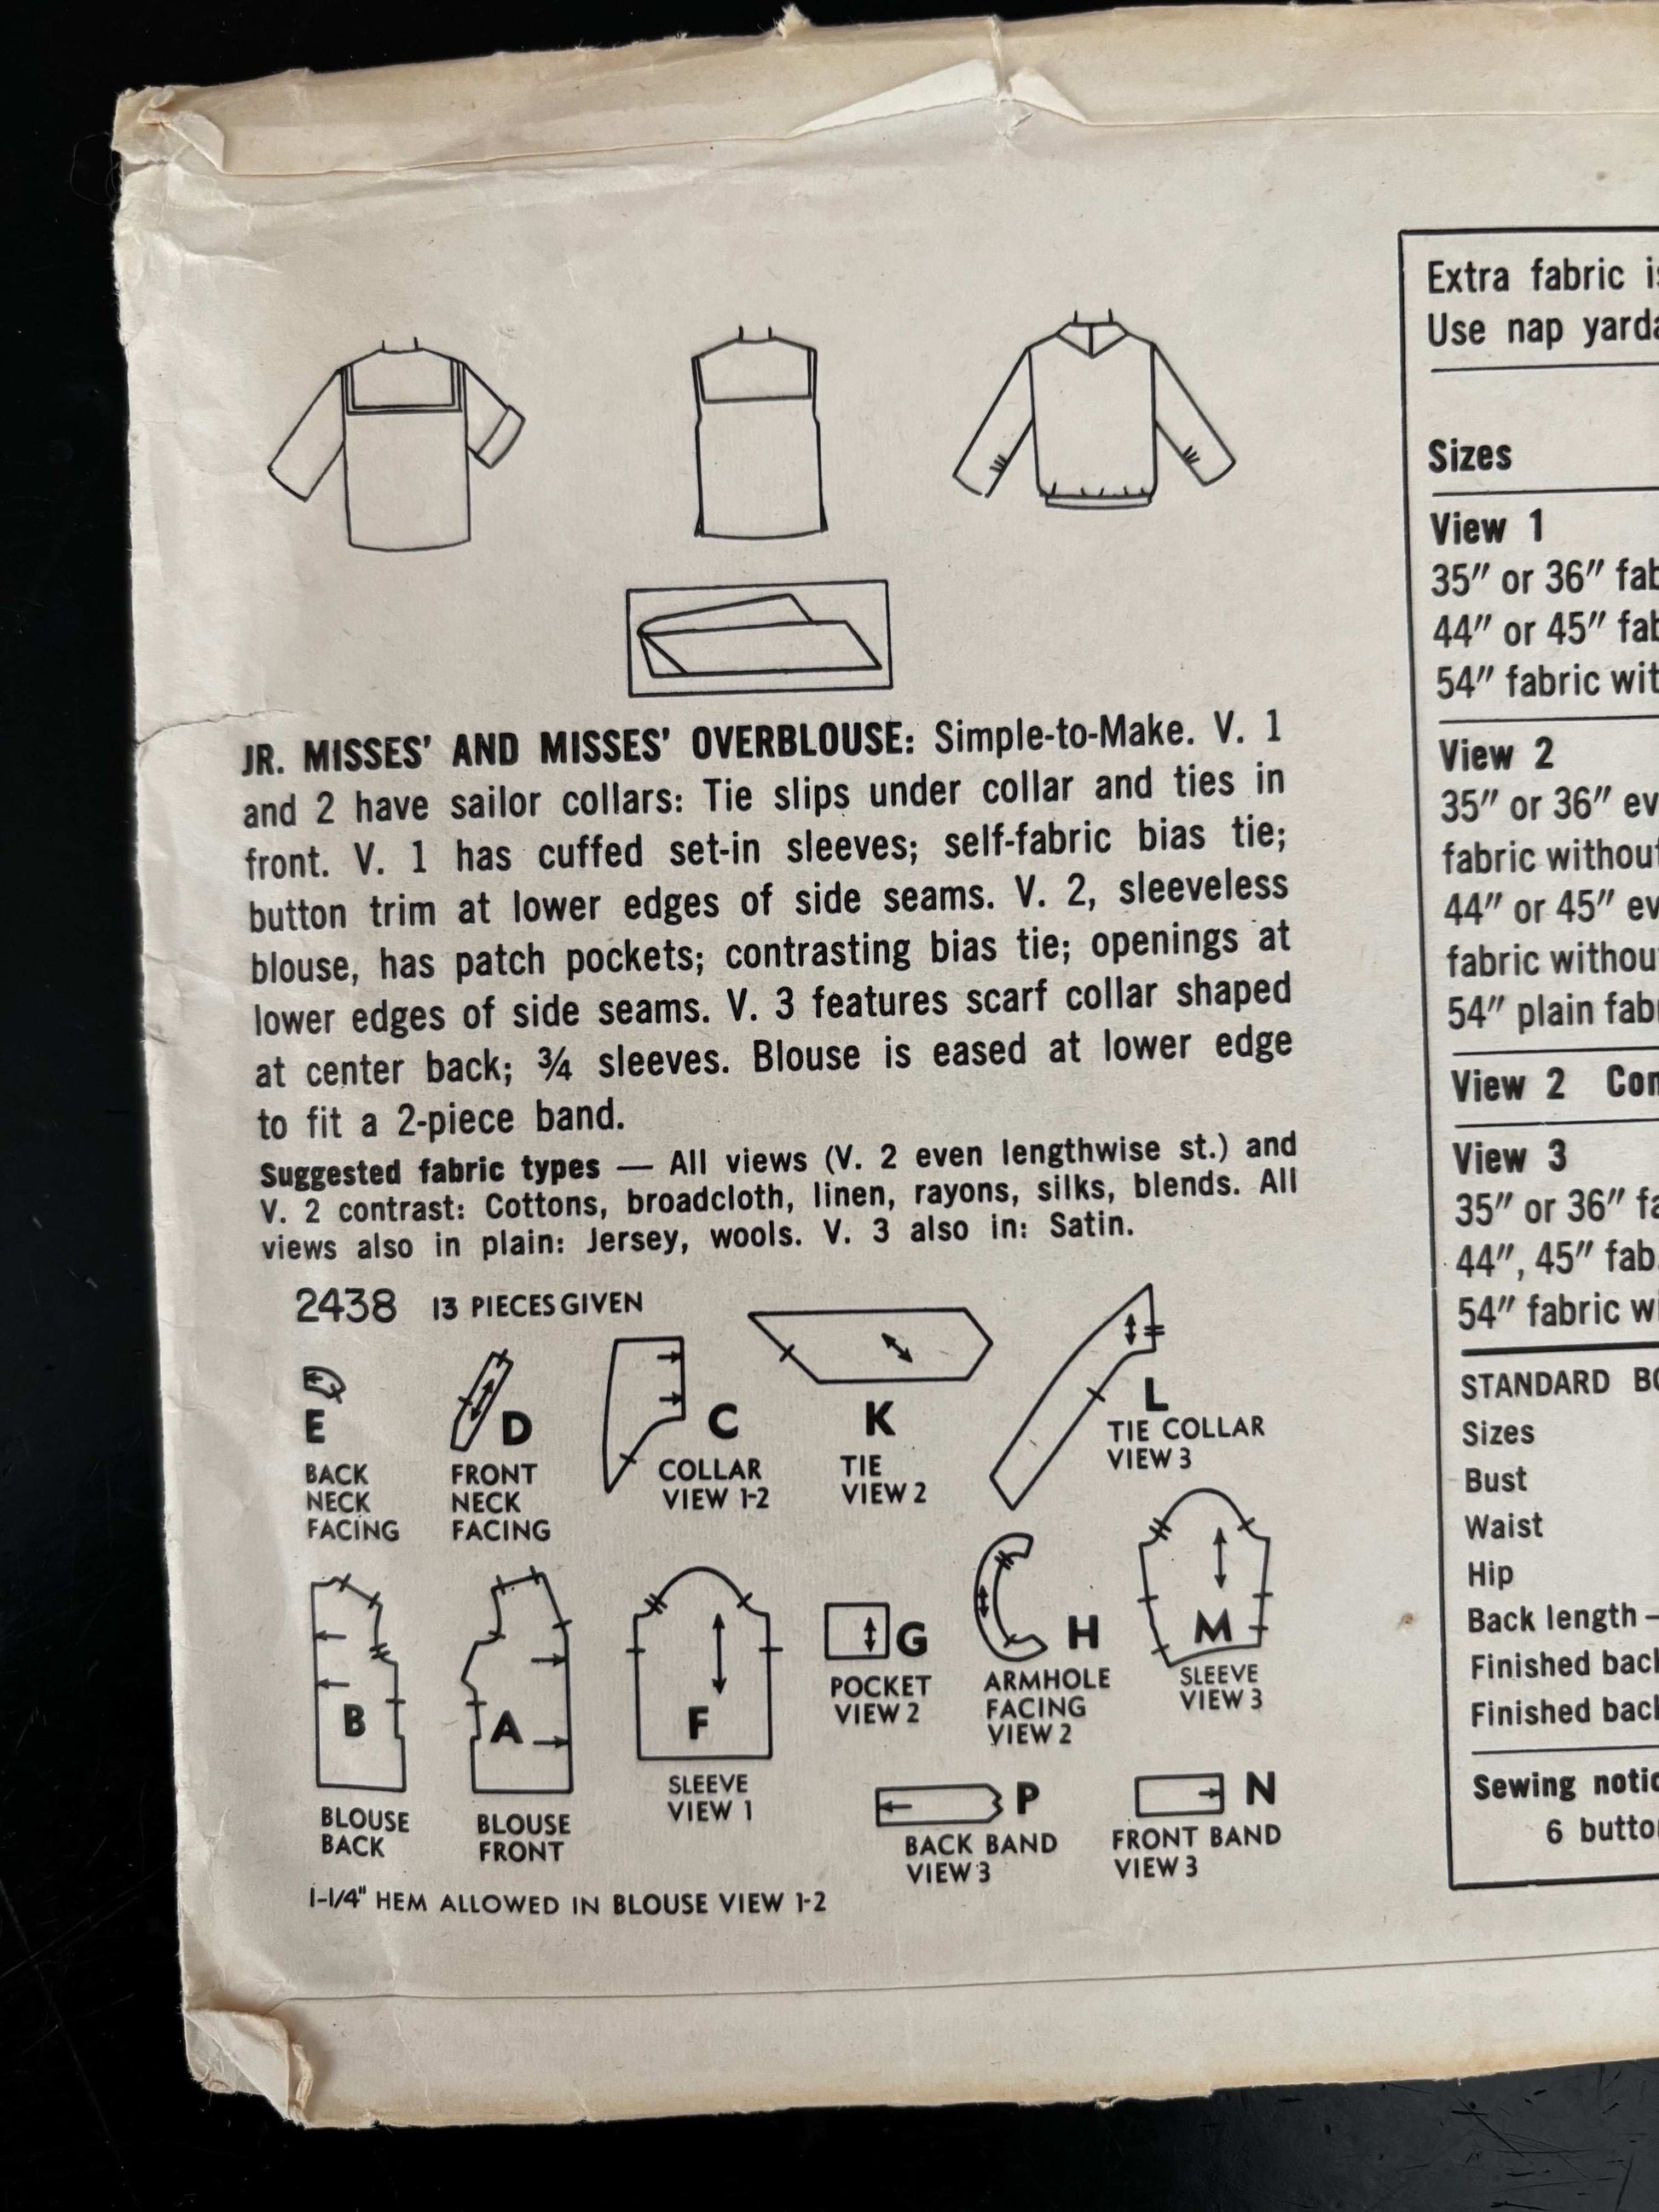 JR. MISSES' AND MISSES' OVERBLOUSE: Simple-to-Make. V. 1
and 2 have sailor collars: Tie slips under collar and ties in
front. V. 1 has cuffed set-in sleeves; self-fabric bias tie;
button trim at lower edges of side seams. V. 2, sleeveless
blouse, has patch pockets; contrasting bias tie; openings at
lower edges of side seams. V. 3 features scarf collar shaped
at center back; ¾ sleeves. Blouse is eased at lower edge
to fit a 2-piece band.
Suggested fabric types — All views (V. 2 even lengthwise st.) and
V. 2 contrast: Cottons, broadcloth, linen, rayons, silks, blends. All
views also in plain: Jersey, wools. V. 3 also in: Satin.
2438 13 PIECES GIVEN
E
BACK
NECK
FACING
D
FRONT
NECK
FACING
C
COLLAR
VIEW 1-2
K
TIE
VIEW 2
L
TIE COLLAR
VIEW 3
B
BLOUSE
BACK
A
BLOUSE
FRONT
F
SLEEVE
VIEW 1
G
POCKET
VIEW 2
H
ARMHOLE
FACING
VIEW 2
M
SLEEVE
VIEW 3
P
BACK BAND
VIEW 3
N
FRONT BAND
VIEW 3
1-1/4" HEM ALLOWED IN BLOUSE VIEW 1-2
Extra fabric
Use nap
Sizes
View 1
35" or 36"
44" or 45"
54" fabric
View 2
35" or 36"
fabric
44" or 45"
fabric
54" plain
View 2
View 3
35" or 36"
44", 45" fab.
54" fabric
STANDARD
Sizes
Bust
Waist
Hip
Back length —
Finished
Finished
Sewing
6